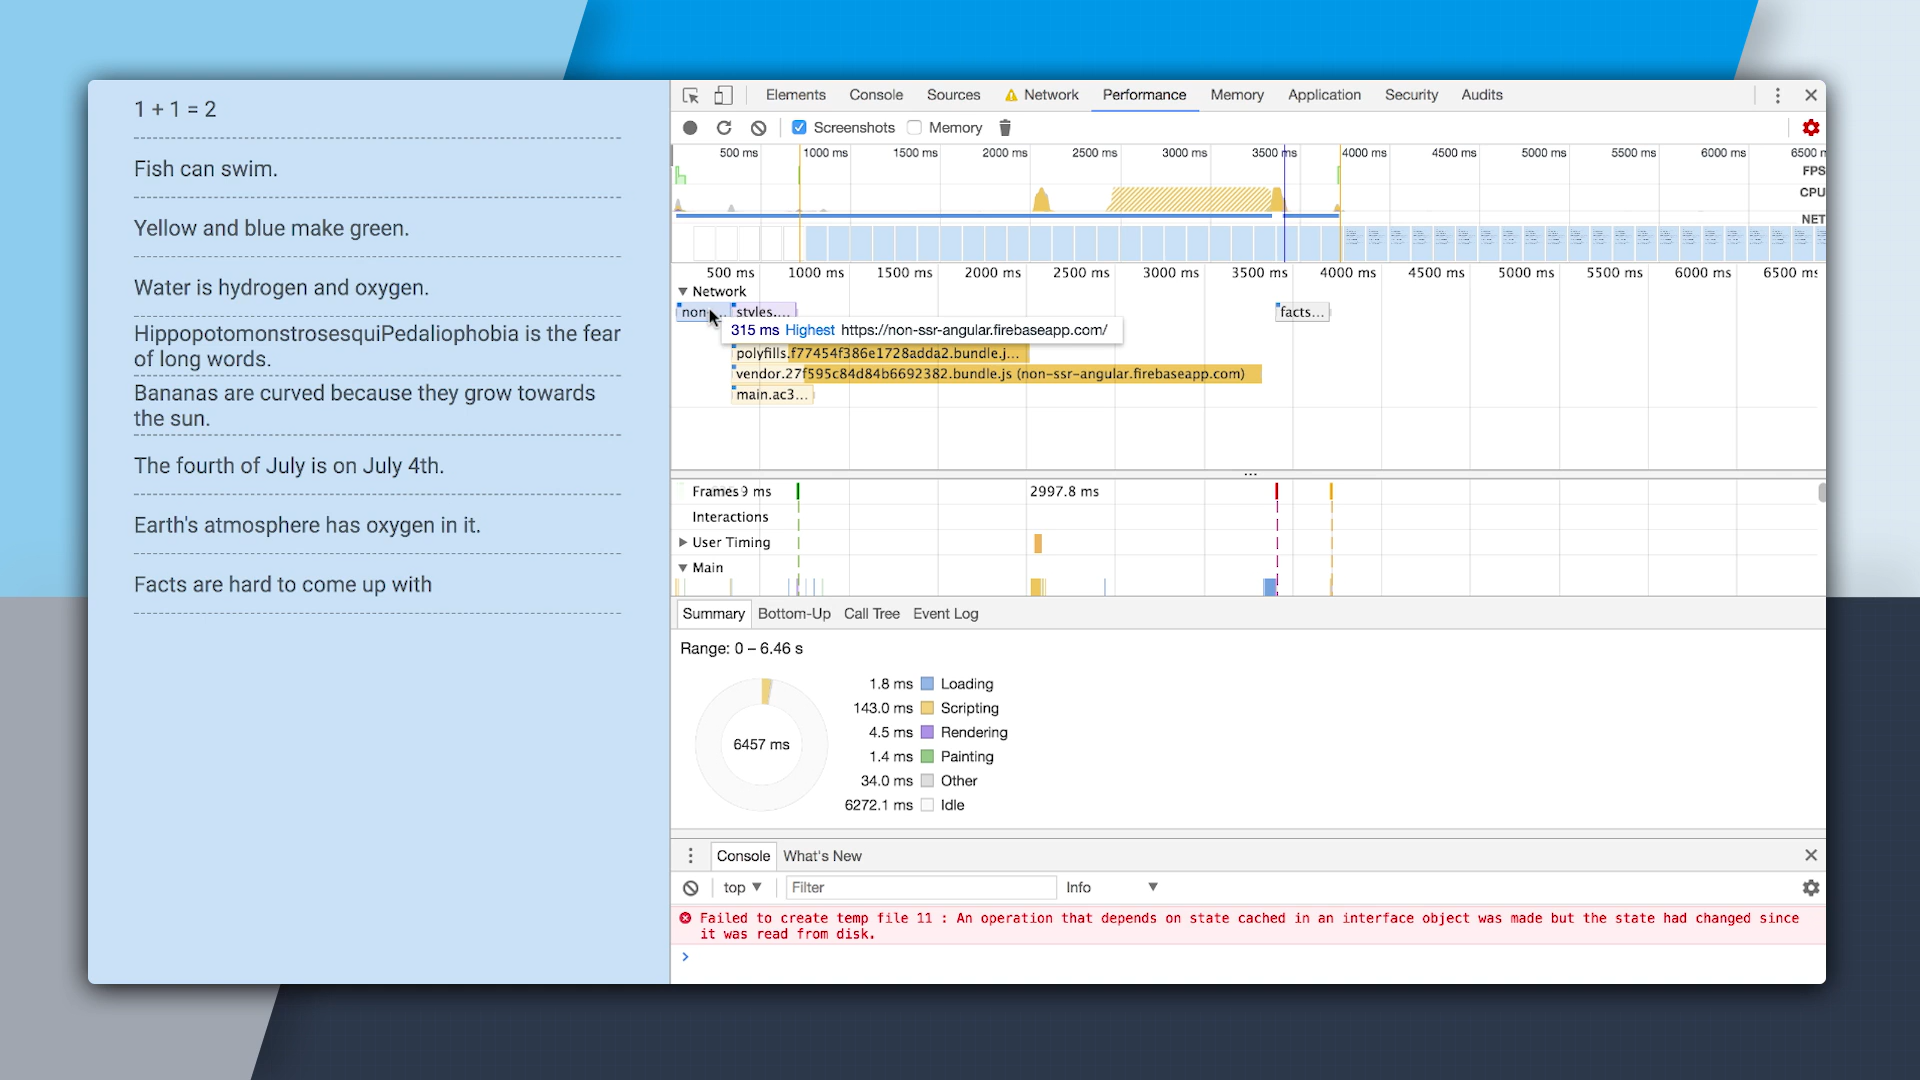 1 + 1 = 2
Fish can swim.
Yellow and blue make green.
Water is hydrogen and oxygen.
HippopotomonstrosesquiPedaliophobia is the fear
of long words.
Bananas are curved because they grow towards
the sun.
The fourth of July is on July 4th.
Earth's atmosphere has oxygen in it.
Facts are hard to come up with
Elements Console Sources Network Performance Memory Application Security Audits
Screenshots Memory
500 ms 1000 ms 1500 ms 2000 ms 2500 ms 3000 ms 3500 ms 4000 ms 4500 ms 5000 ms 5500 ms 6000 ms 6500
FPS
CPU
NET
500 ms 1000 ms 1500 ms 2000 ms 2500 ms 3000 ms 3500 ms 4000 ms 4500 ms 5000 ms 5500 ms 6000 ms 6500 ms
Network
non-... styles.... facts...
315 ms Highest https://non-ssr-angular.firebaseapp.com/
polyfills.f77454f386e1728adda2.bundle.j...
vendor.27f595c84d84b6692382.bundle.js (non-ssr-angular.firebaseapp.com)
main.ac3...
Frames 9 ms 2997.8 ms
Interactions
User Timing
Main
Summary Bottom-Up Call Tree Event Log
Range: 0 – 6.46 s
6457 ms
1.8 ms Loading
143.0 ms Scripting
4.5 ms Rendering
1.4 ms Painting
34.0 ms Other
6272.1 ms Idle
Console What's New
top Filter Info
Failed to create temp file 11 : An operation that depends on state cached in an interface object was made but the state had changed since
it was read from disk.